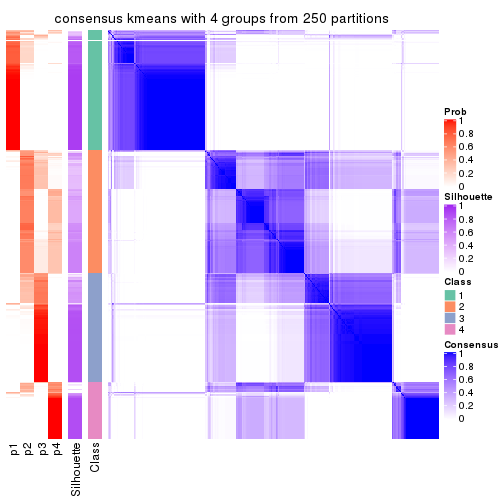 consensus kmeans with 4 groups from 250 partitions
Prob
1
0.8
0.6
0.4
0.2
0
Silhouette
1
0.8
0.6
0.4
0.2
0
Class
1
2
3
4
Consensus
1
0.8
0.6
0.4
0.2
0
p1
p2
p3
p4
Silhouette
Class